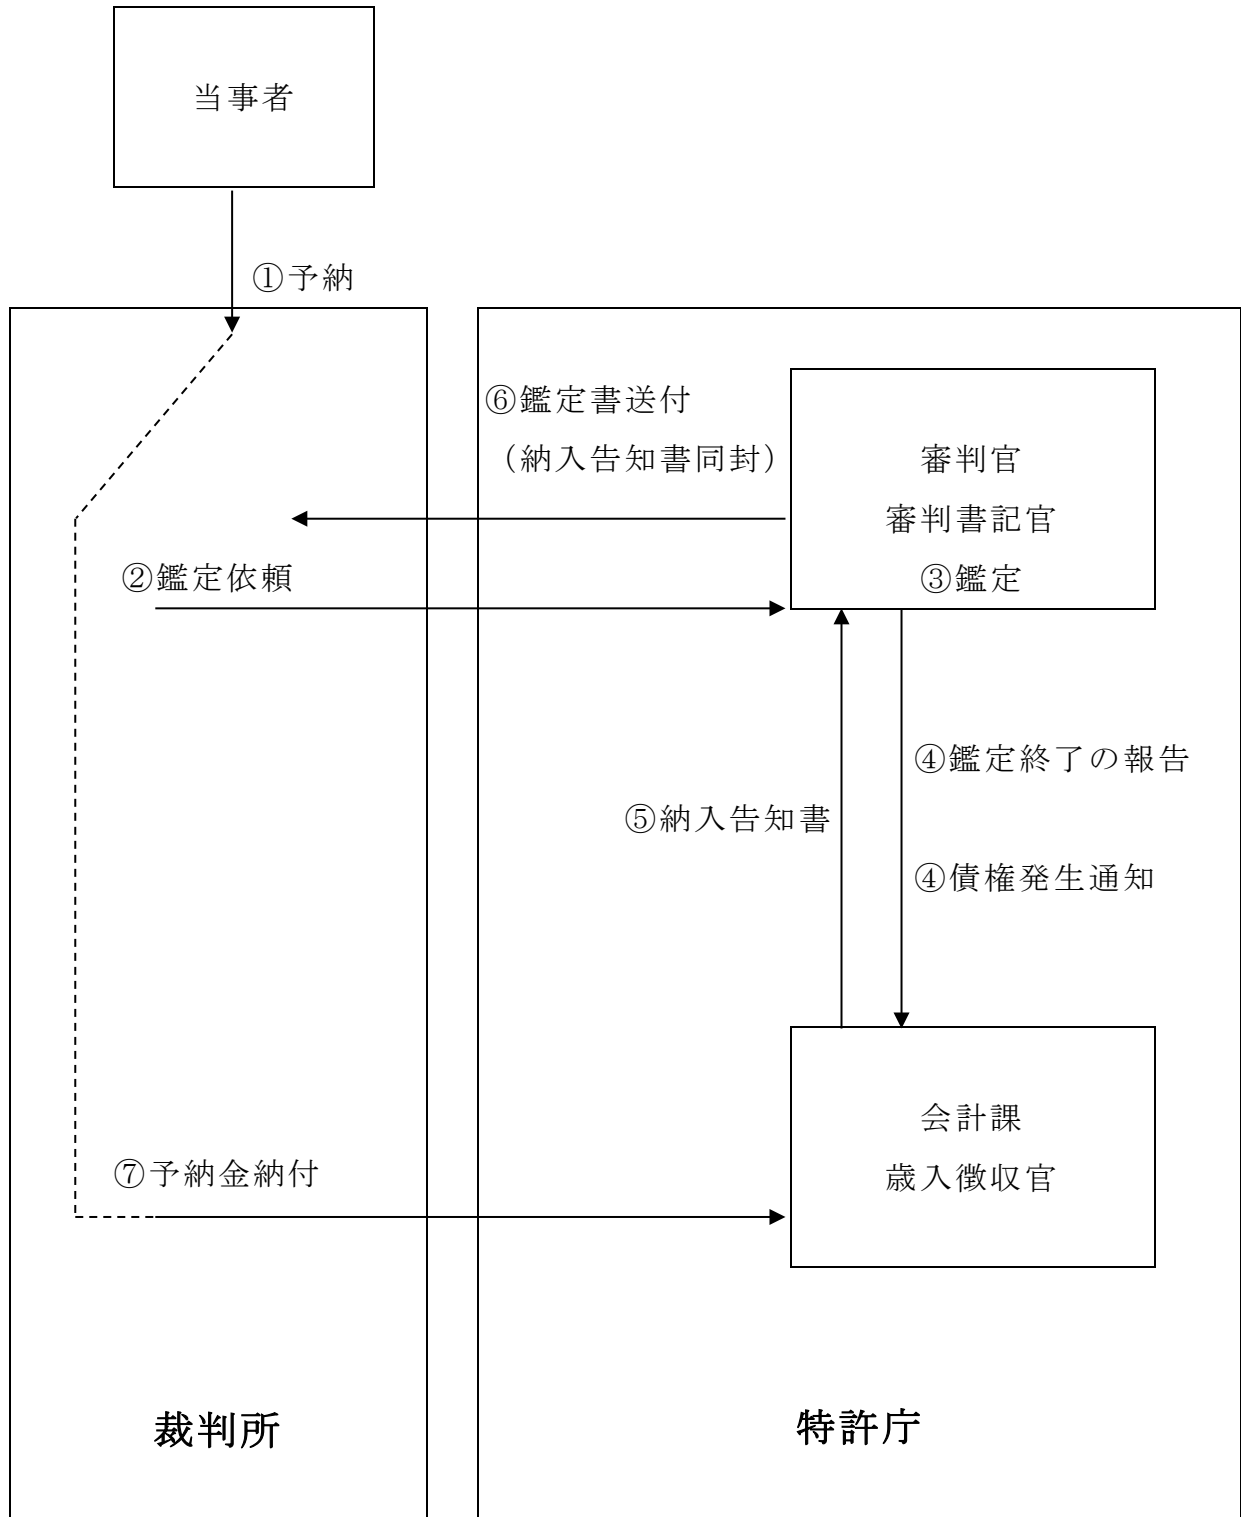 当事者
①予納
⑥鑑定書送付
（納入告知書同封）
審判官
審判書記官
③鑑定
②鑑定依頼
④鑑定終了の報告
⑤納入告知書
④債権発生通知
会計課
歳入徴収官
⑦予納金納付
裁判所
特許庁